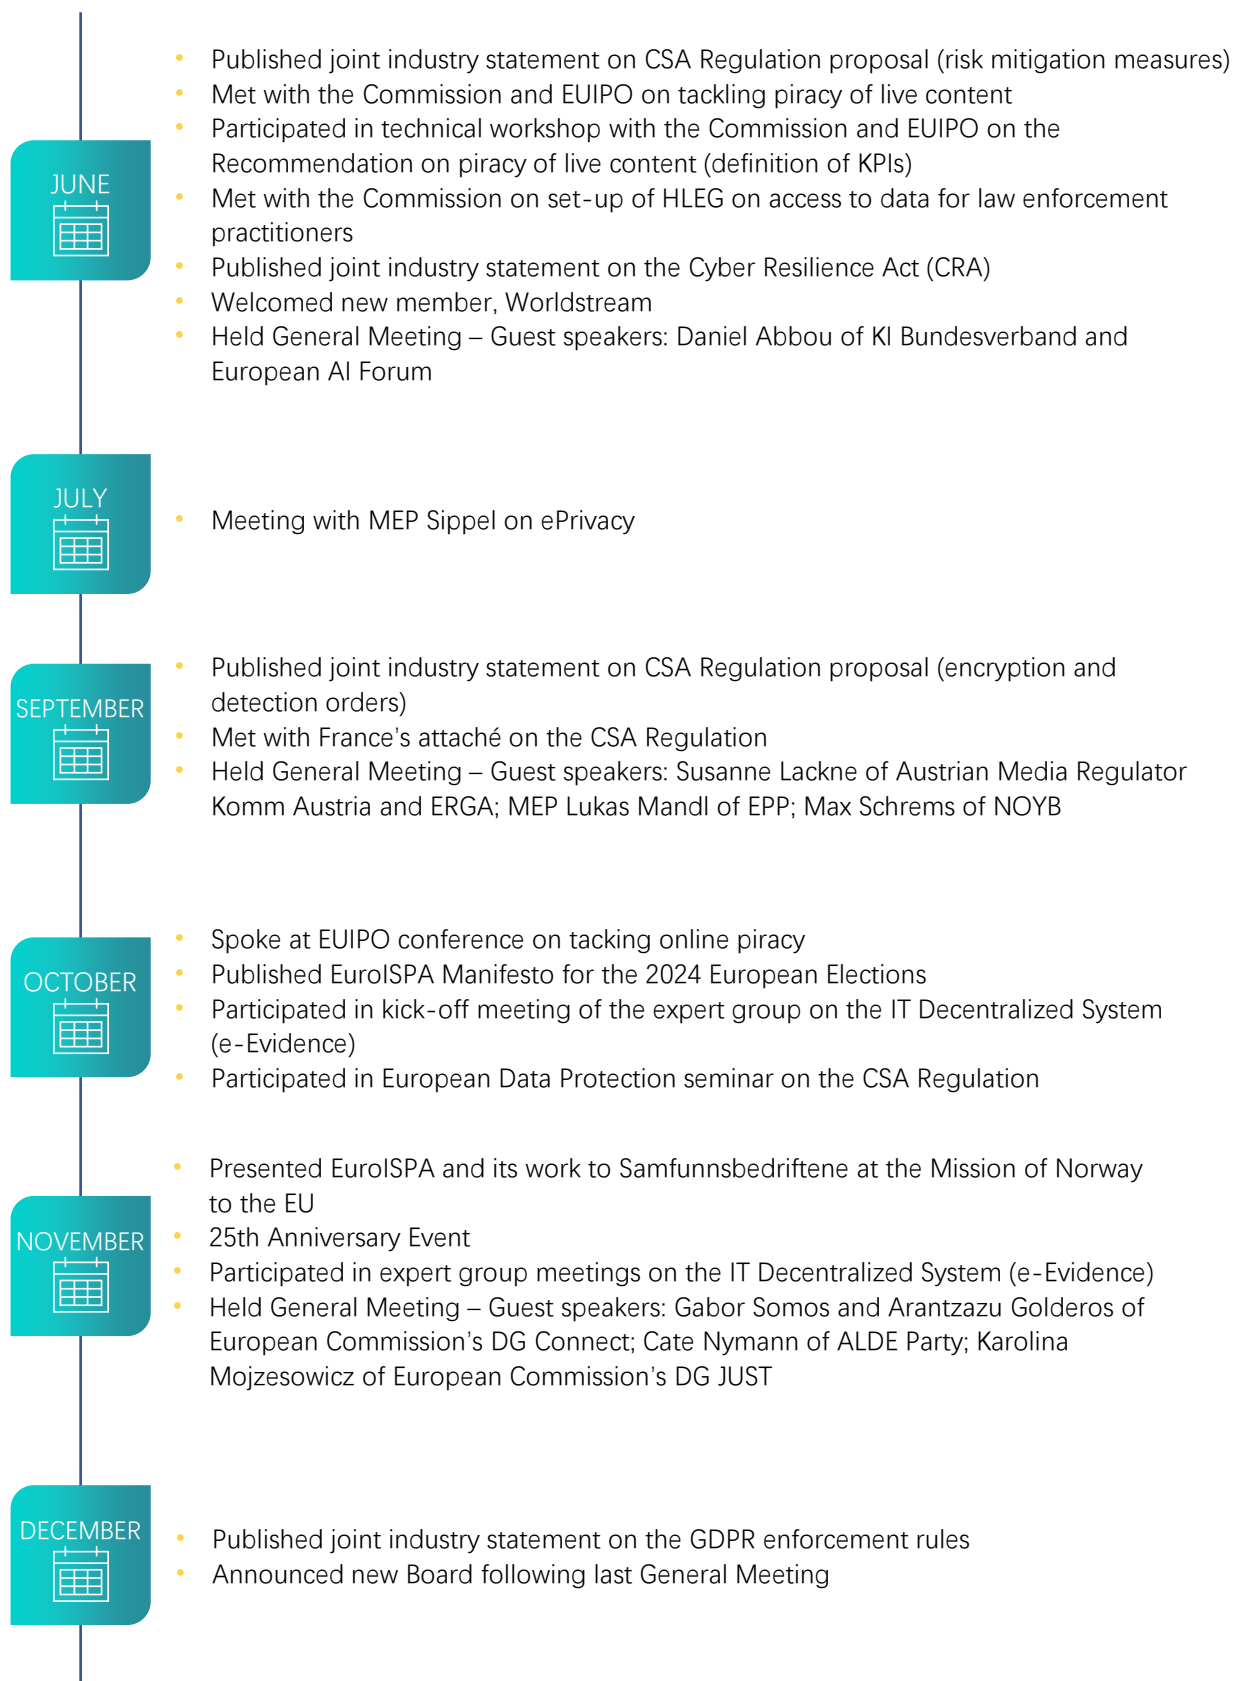 JUNE
• Published joint industry statement on CSA Regulation proposal (risk mitigation measures)
• Met with the Commission and EUIPO on tackling piracy of live content
• Participated in technical workshop with the Commission and EUIPO on the
Recommendation on piracy of live content (definition of KPIs)
• Met with the Commission on set-up of HLEG on access to data for law enforcement
practitioners
• Published joint industry statement on the Cyber Resilience Act (CRA)
• Welcomed new member, Worldstream
• Held General Meeting – Guest speakers: Daniel Abbou of KI Bundesverband and
European AI Forum
JULY
• Meeting with MEP Sippel on ePrivacy
SEPTEMBER
• Published joint industry statement on CSA Regulation proposal (encryption and
detection orders)
• Met with France’s attaché on the CSA Regulation
• Held General Meeting – Guest speakers: Susanne Lackne of Austrian Media Regulator
Komm Austria and ERGA; MEP Lukas Mandl of EPP; Max Schrems of NOYB
OCTOBER
• Spoke at EUIPO conference on tacking online piracy
• Published EuroISPA Manifesto for the 2024 European Elections
• Participated in kick-off meeting of the expert group on the IT Decentralized System
(e-Evidence)
• Participated in European Data Protection seminar on the CSA Regulation
NOVEMBER
• Presented EuroISPA and its work to Samfunnsbedriftene at the Mission of Norway
to the EU
• 25th Anniversary Event
• Participated in expert group meetings on the IT Decentralized System (e-Evidence)
• Held General Meeting – Guest speakers: Gabor Somos and Arantzazu Golderos of
European Commission’s DG Connect; Cate Nymann of ALDE Party; Karolina
Mojzesowicz of European Commission’s DG JUST
DECEMBER
• Published joint industry statement on the GDPR enforcement rules
• Announced new Board following last General Meeting